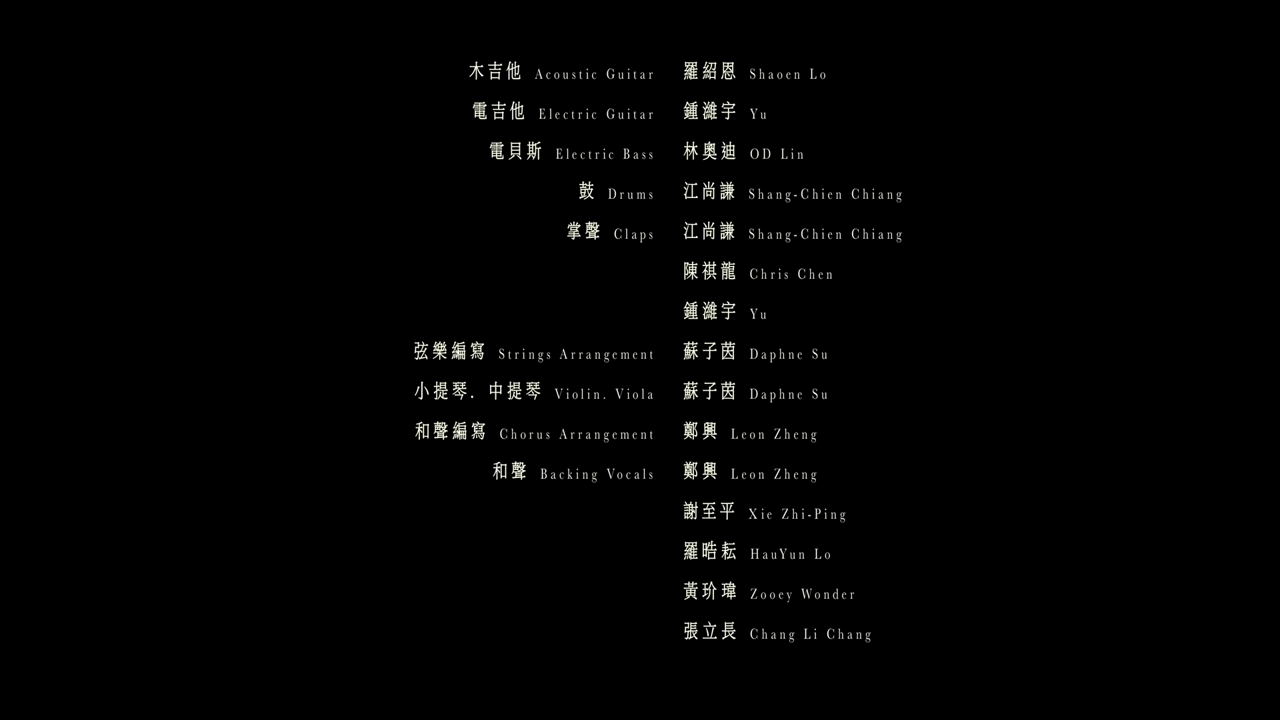 木吉他 Acoustic Guitar 羅紹恩 Shaoen Lo
電吉他 Electric Guitar 鍾濰宇 Yu
電貝斯 Electric Bass 林奧迪 OD Lin
鼓 Drums 江尚謙 Shang-Chien Chiang
掌聲 Claps 江尚謙 Shang-Chien Chiang
陳祺龍 Chris Chen
鍾濰宇 Yu
弦樂編寫 Strings Arrangement 蘇子茵 Daphne Su
小提琴. 中提琴 Violin. Viola 蘇子茵 Daphne Su
和聲編寫 Chorus Arrangement 鄭興 Leon Zheng
和聲 Backing Vocals 鄭興 Leon Zheng
謝至平 Xie Zhi-Ping
羅晧耘 HauYun Lo
黃玠瑋 Zooey Wonder
張立長 Chang Li Chang